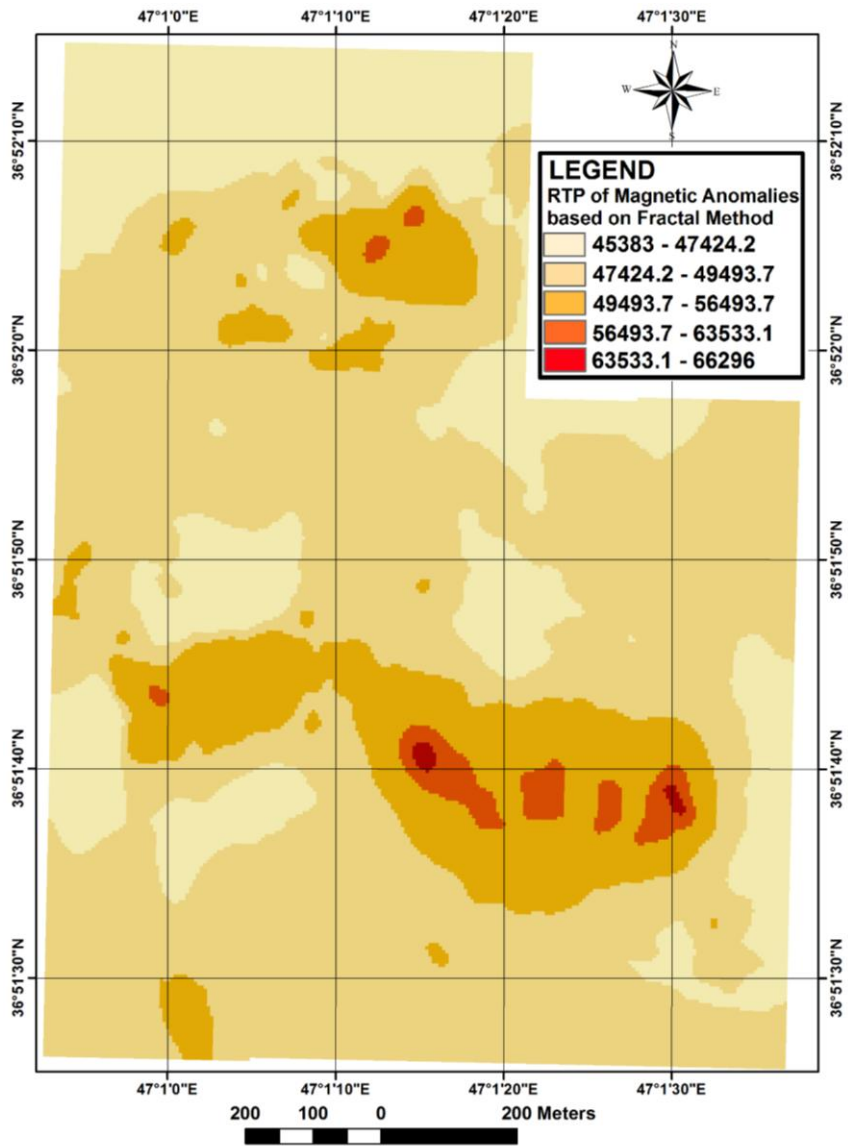 47°1'0"E 47°1'10"E 47°1'20"E 47°1'30"E
N
W E
S
36°52'10"N 36°52'10"N
LEGEND
RTP of Magnetic Anomalies
based on Fractal Method
45383 - 47424.2
47424.2 - 49493.7
49493.7 - 56493.7
56493.7 - 63533.1
63533.1 - 66296
36°52'0"N 36°52'0"N
36°51'50"N 36°51'50"N
36°51'40"N 36°51'40"N
36°51'30"N 36°51'30"N
47°1'0"E 47°1'10"E 47°1'20"E 47°1'30"E
200 100 0 200 Meters